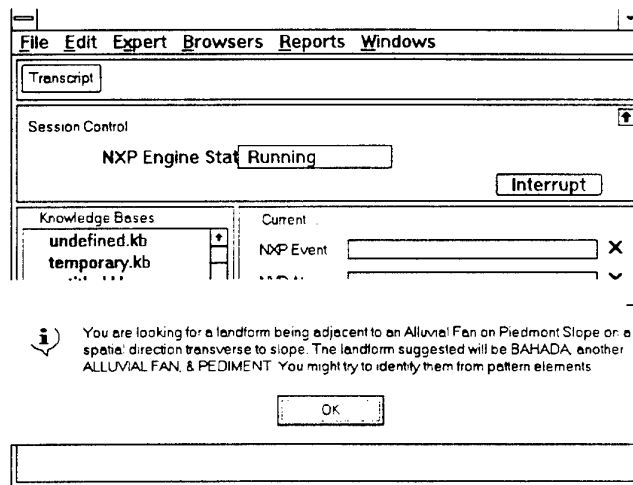 File Edit Expert Browsers Reports Windows
Transcript
Session Control
NXP Engine Stat Running
Interrupt
Knowledge Bases
undefined.kb
temporary.kb
Current
NXP Event
You are looking for a landform being adjacent to an Alluvial Fan on Piedmont Slope on a
spatial direction transverse to slope. The landform suggested will be BAHADA, another
ALLUVIAL FAN, & PEDIMENT. You might try to identify them from pattern elements
OK